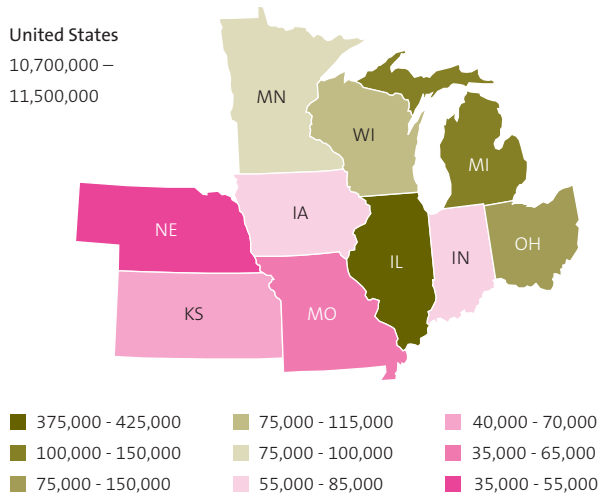 United States
10,700,000 –
11,500,000
MN
WI
MI
IA
NE
IL
IN
OH
KS
MO
375,000 - 425,000
75,000 - 115,000
40,000 - 70,000
100,000 - 150,000
75,000 - 100,000
35,000 - 65,000
75,000 - 150,000
55,000 - 85,000
35,000 - 55,000